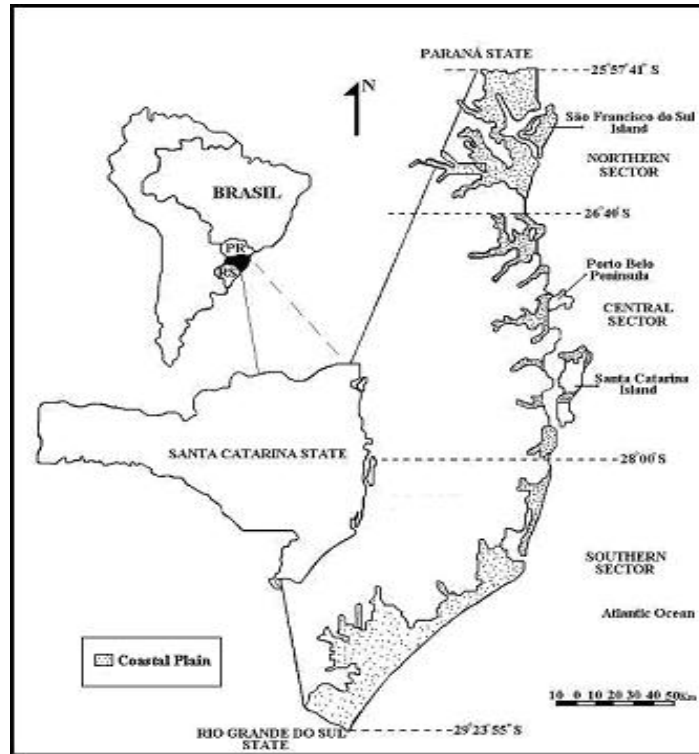 PARANÁ STATE
25°57'41" S
N
São Francisco do Sul
Island
NORTHERN
SECTOR
BRASIL
26°40' S
PR
RS
Porto Belo
Peninsula
CENTRAL
SECTOR
Santa Catarina
Island
SANTA CATARINA STATE
28°00' S
SOUTHERN
SECTOR
Atlantic Ocean
Coastal Plain
10 0 10 20 30 40 50Km
RIO GRANDE DO SUL
STATE
29°23'55" S